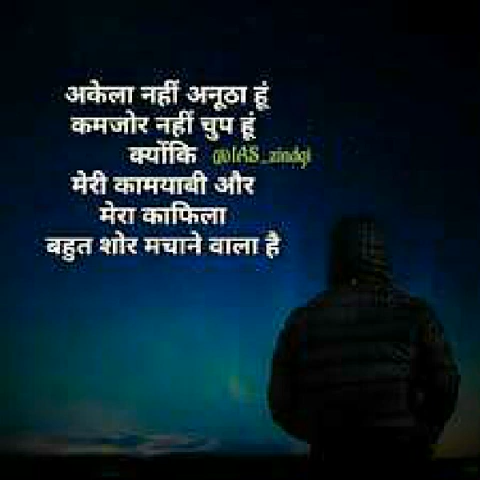 अकेला नहीं अनूठा हूं
कमजोर नहीं चुप हूं
क्योंकि @IAS_zindgi
मेरी कामयाबी और
मेरा काफिला
बहुत शोर मचाने वाला है